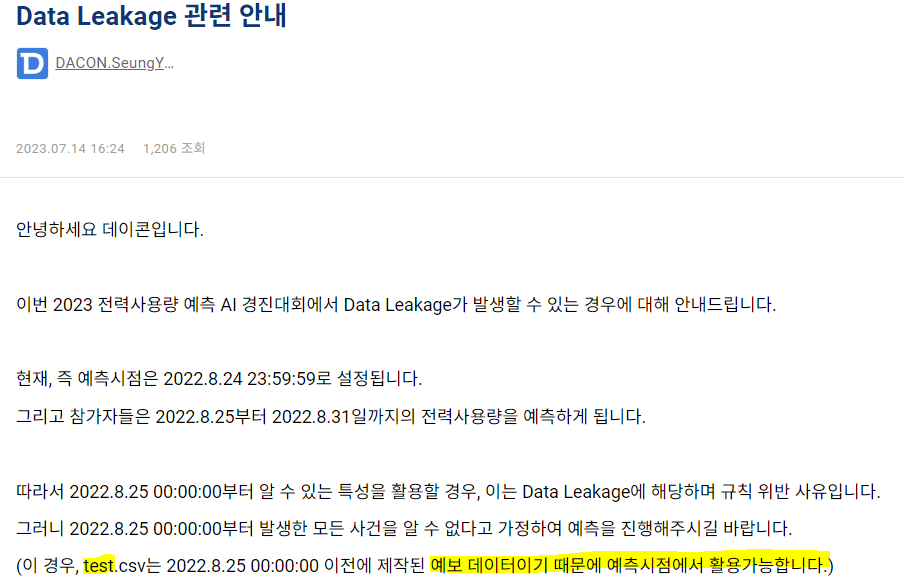 Data Leakage 관련 안내
D
DACON.SeungY...
2023.07.14 16:24 1,206 조회
안녕하세요 데이콘입니다.
이번 2023 전력사용량 예측 AI 경진대회에서 Data Leakage가 발생할 수 있는 경우에 대해 안내드립니다.
현재, 즉 예측시점은 2022.8.24 23:59:59로 설정됩니다.
그리고 참가자들은 2022.8.25부터 2022.8.31일까지의 전력사용량을 예측하게 됩니다.
따라서 2022.8.25 00:00:00부터 알 수 있는 특성을 활용할 경우, 이는 Data Leakage에 해당하며 규칙 위반 사유입니다.
그러니 2022.8.25 00:00:00부터 발생한 모든 사건을 알 수 없다고 가정하여 예측을 진행해주시길 바랍니다.
(이 경우, test.csv는 2022.8.25 00:00:00 이전에 제작된 예보 데이터이기 때문에 예측시점에서 활용가능합니다.)